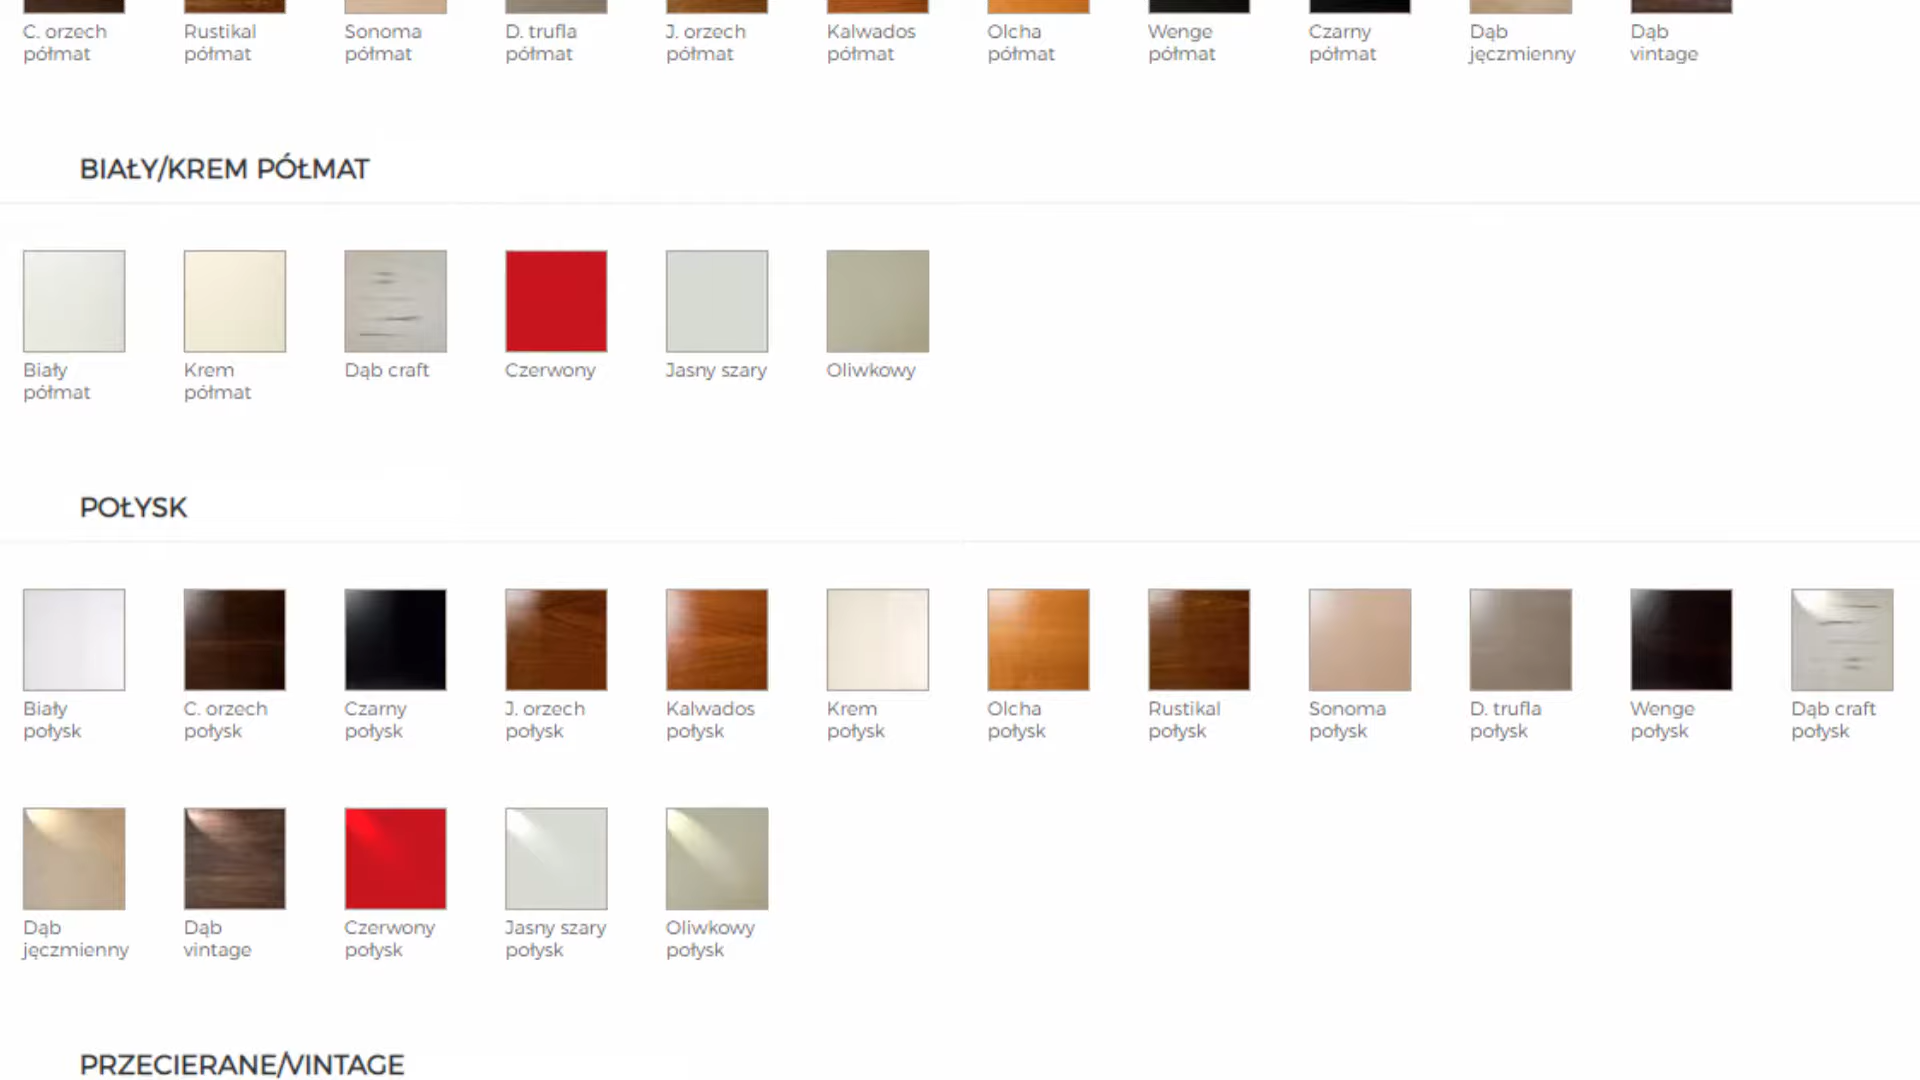 C. orzech Rustikal Sonoma D. trufla J. orzech Kalwados Olcha Wenge Czarny Dąb Dąb
półmat półmat półmat półmat półmat półmat półmat półmat półmat jęczmienny vintage
BIAŁY/KREM PÓŁMAT
Biały Krem Dąb craft Czerwony Jasny szary Oliwkowy
półmat półmat
POŁYSK
Biały C. orzech Czarny J. orzech Kalwados Krem Olcha Rustikal Sonoma D. trufla Wenge Dąb craft
połysk połysk połysk połysk połysk połysk połysk połysk połysk połysk połysk połysk
Dąb Dąb Czerwony Jasny szary Oliwkowy
jęczmienny vintage połysk połysk połysk
PRZECIERANE/VINTAGE